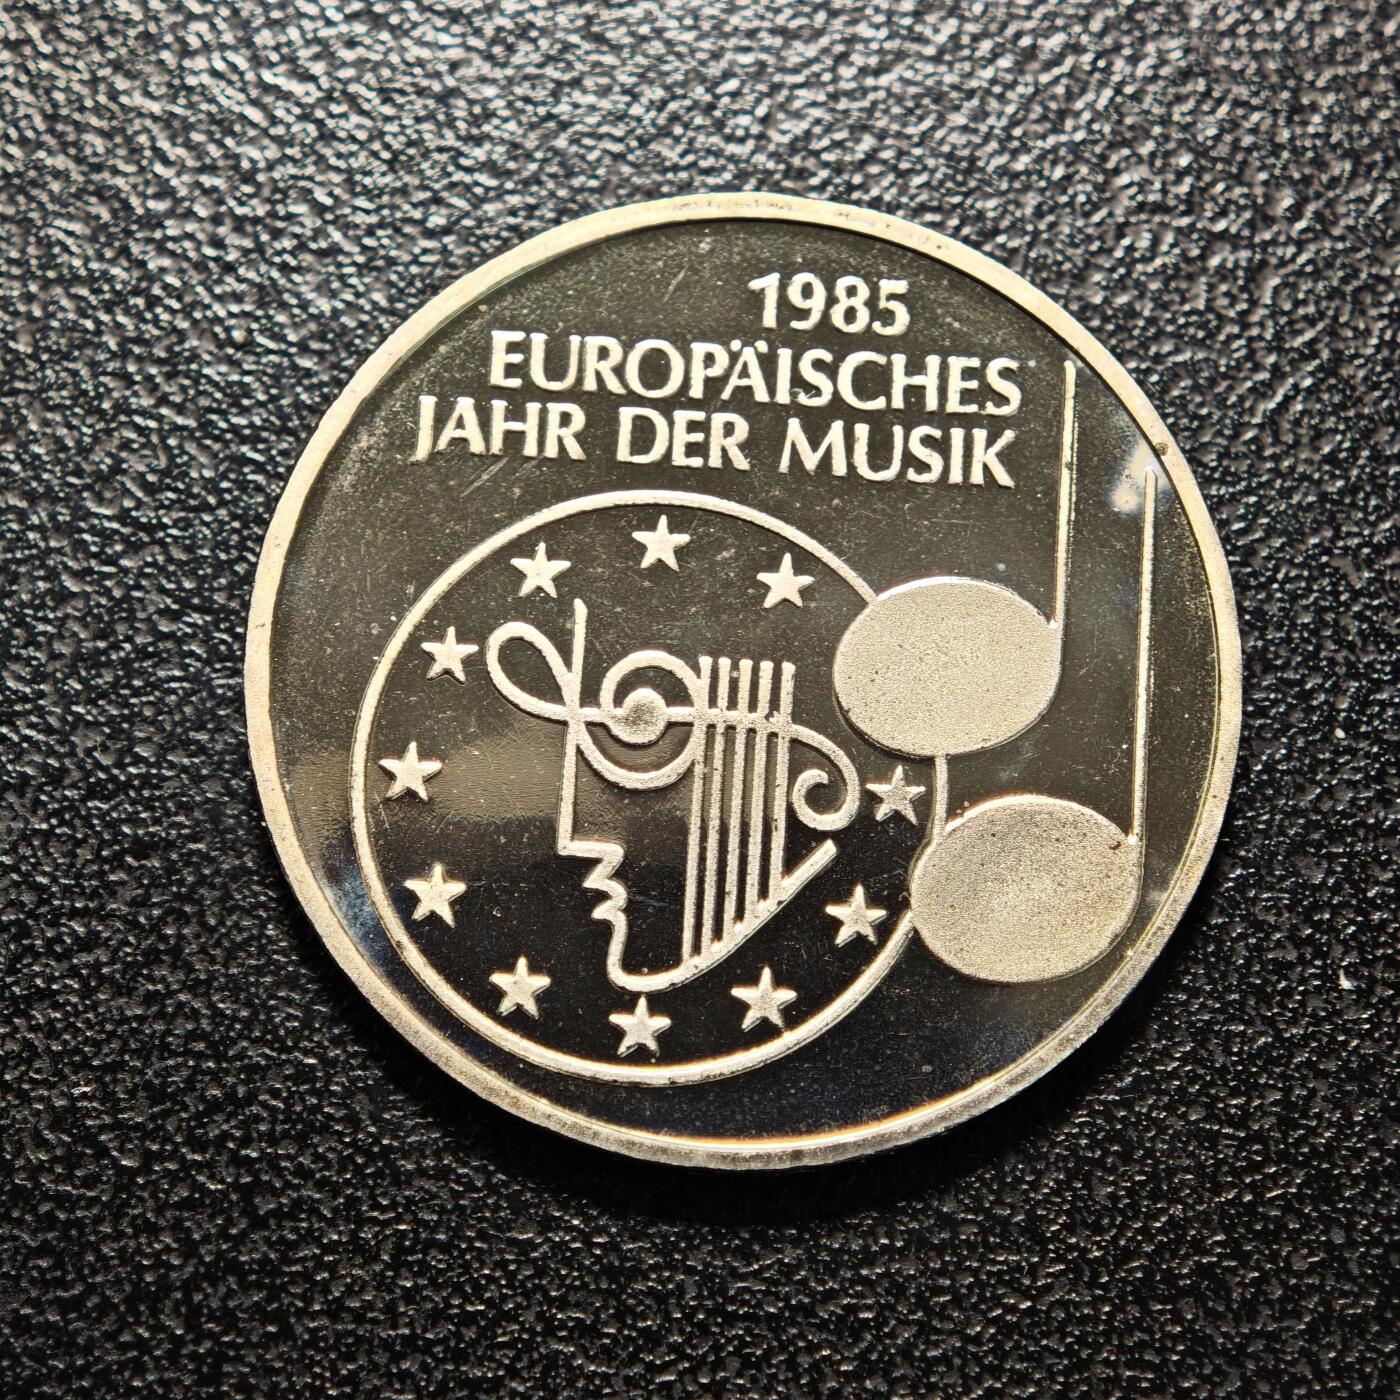 1985
EUROPÄISCHES
JAHR DER MUSIK